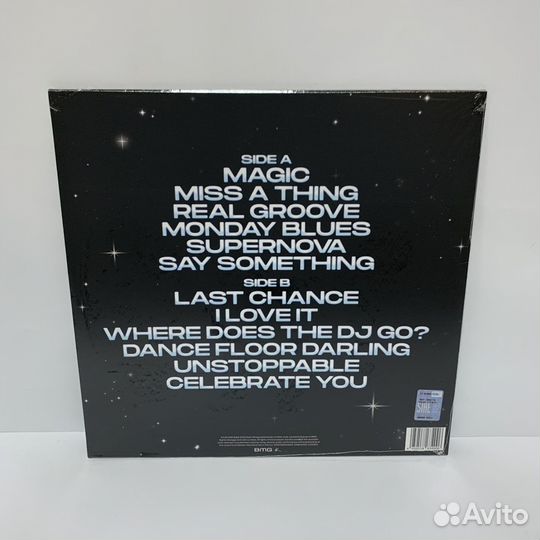 SIDE A
MAGIC
MISS A THING
REAL GROOVE
MONDAY BLUES
SUPERNOVA
SAY SOMETHING
SIDE B
LAST CHANCE
I LOVE IT
WHERE DOES THE DJ GO?
DANCE FLOOR DARLING
UNSTOPPABLE
CELEBRATE YOU
BMG
Avito